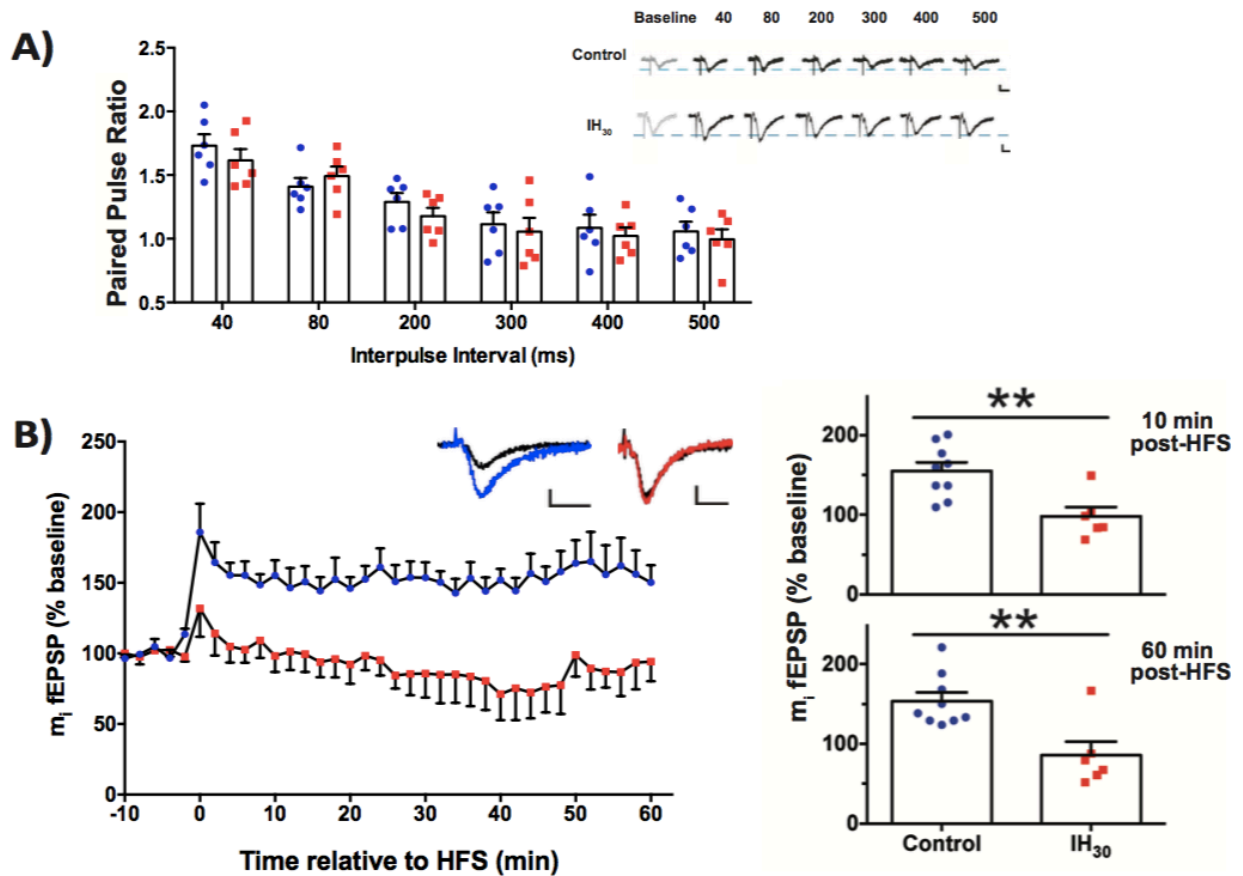 A)
Baseline 40 80 200 300 400 500
Control
IH30
Paired Pulse Ratio
2.5
2.0
1.5
1.0
0.5
40 80 200 300 400 500
Interpulse Interval (ms)
B)
mi fEPSP (% baseline)
250
200
150
100
50
0
-10 0 10 20 30 40 50 60
Time relative to HFS (min)
mi fEPSP (% baseline)
**
10 min
post-HFS
200
100
0
**
60 min
post-HFS
200
100
0
Control IH30